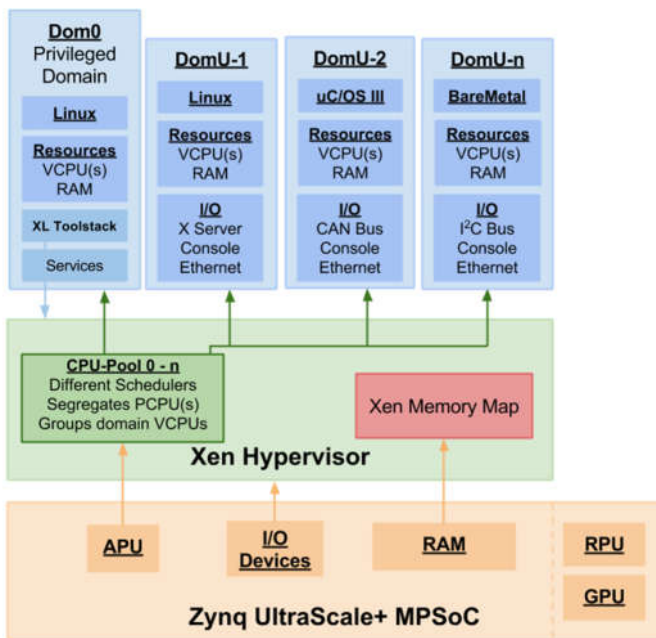 Dom0
Privileged
Domain
Linux
Resources
VCPU(s)
RAM
XL Toolstack
Services
DomU-1
Linux
Resources
VCPU(s)
RAM
I/O
X Server
Console
Ethernet
DomU-2
uC/OS III
Resources
VCPU(s)
RAM
I/O
CAN Bus
Console
Ethernet
DomU-n
BareMetal
Resources
VCPU(s)
RAM
I/O
I²C Bus
Console
Ethernet
CPU-Pool 0 - n
Different Schedulers
Segregates PCPU(s)
Groups domain VCPUs
Xen Memory Map
Xen Hypervisor
APU
I/O
Devices
RAM
RPU
GPU
Zynq UltraScale+ MPSoC